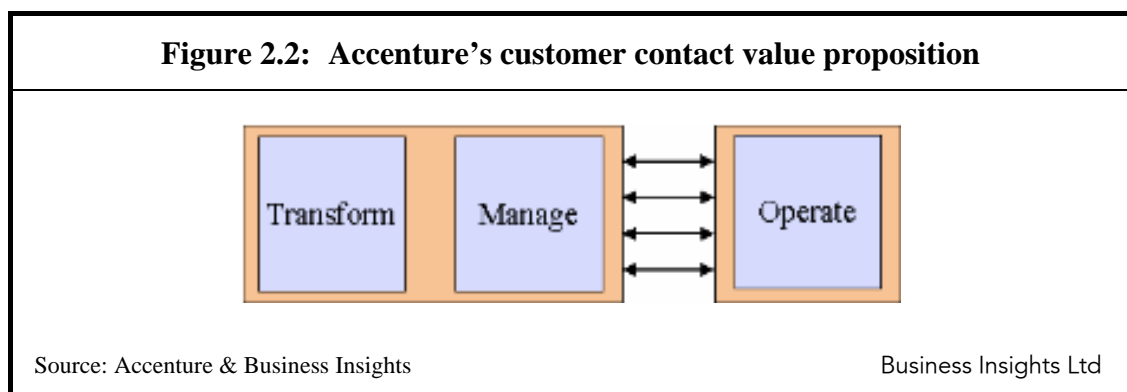 Figure 2.2:  Accenture’s customer contact value proposition
Transform
Manage
Operate
Source: Accenture & Business Insights
Business Insights Ltd